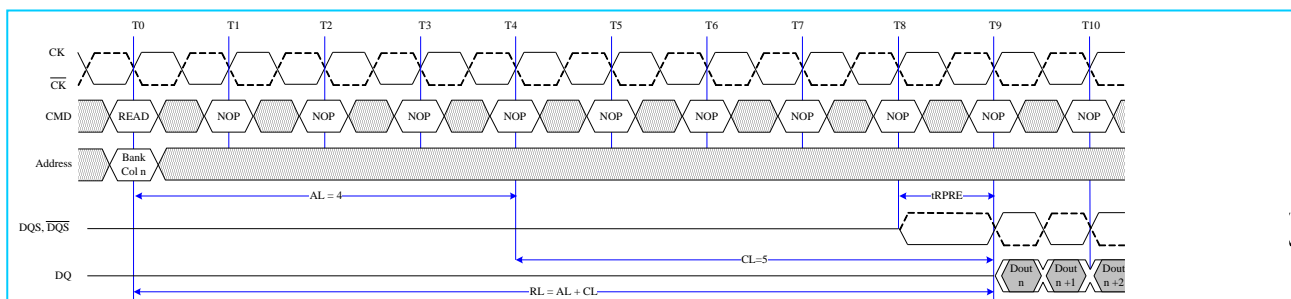 T0 T1 T2 T3 T4 T5 T6 T7 T8 T9 T10
CK
CK
CMD READ NOP NOP NOP NOP NOP NOP NOP NOP NOP NOP
Address Bank
Col n
AL = 4 tRPRE
DQS, DQS
CL=5
DQ Dout Dout Dout
n n +1 n +2
RL = AL + CL